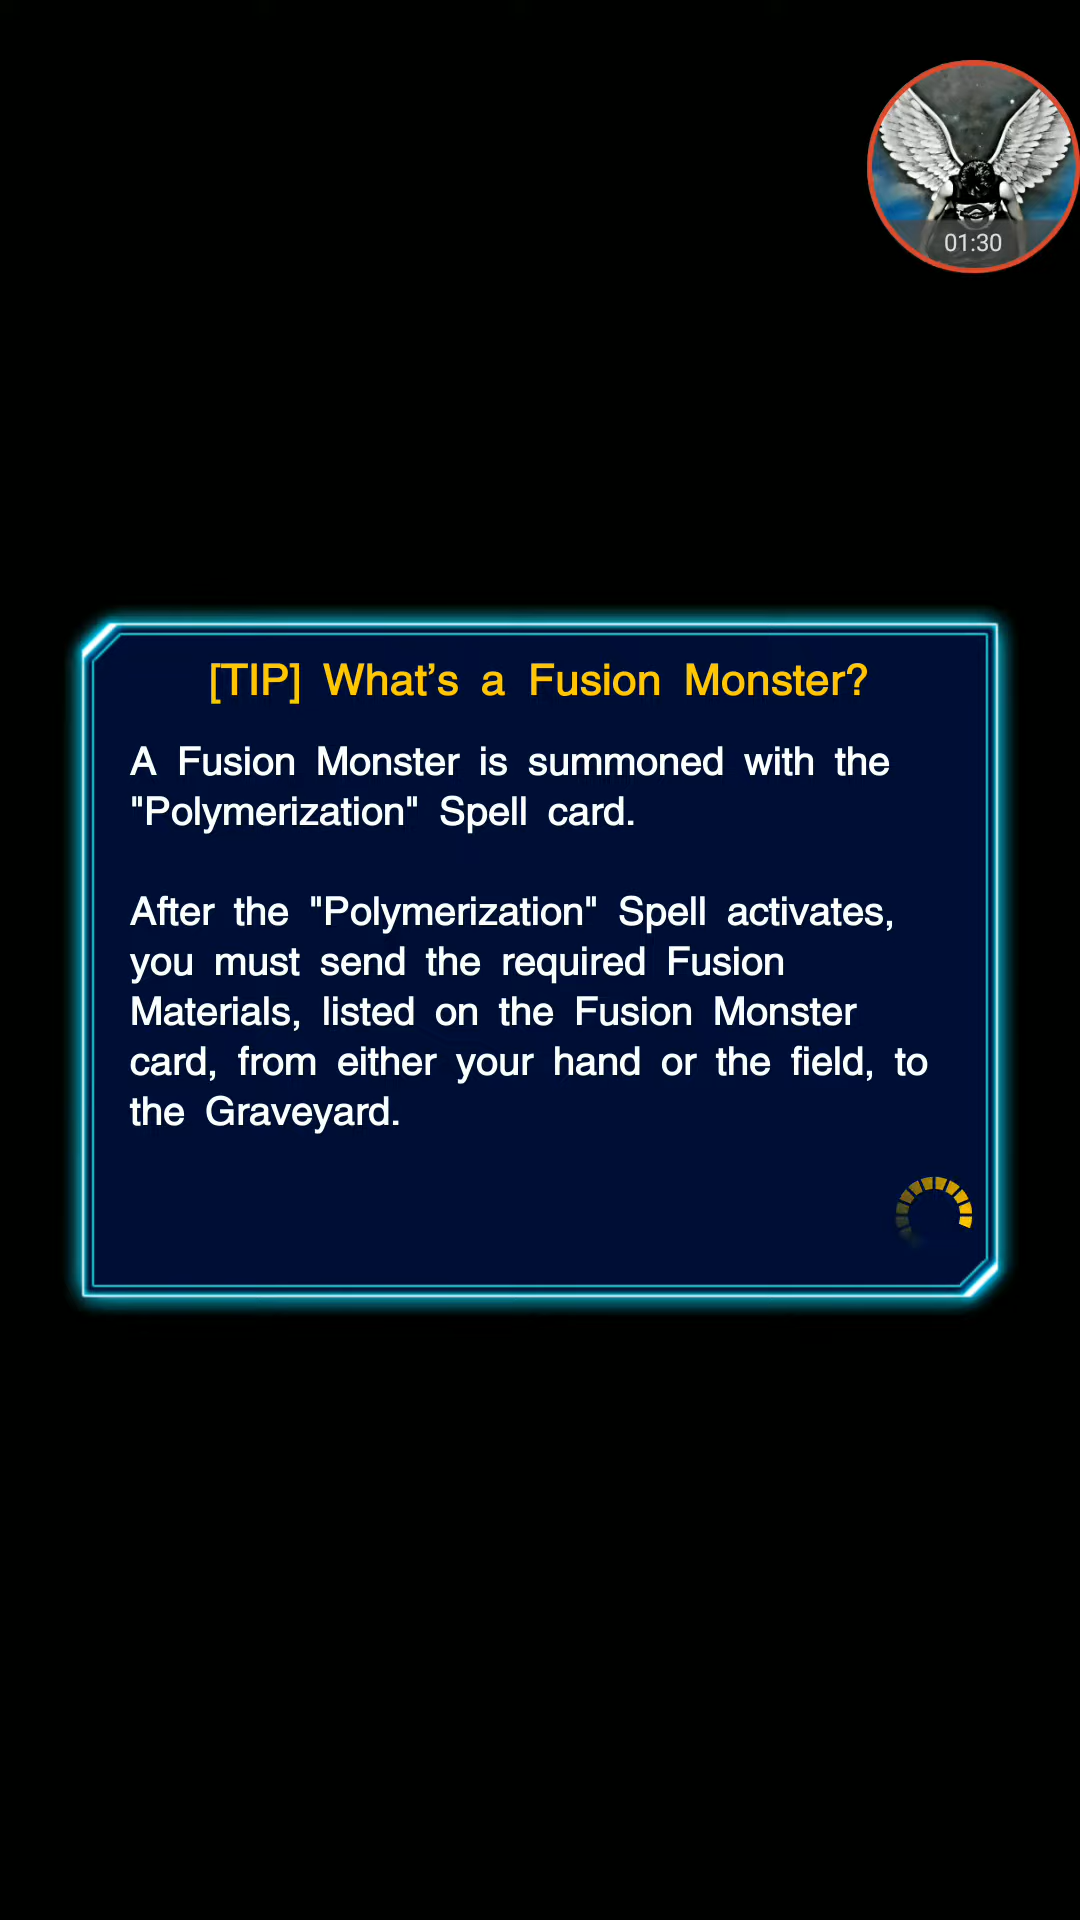 01:30
[TIP] What’s a Fusion Monster?
A Fusion Monster is summoned with the
"Polymerization" Spell card.
After the "Polymerization" Spell activates,
you must send the required Fusion
Materials, listed on the Fusion Monster
card, from either your hand or the field, to
the Graveyard.